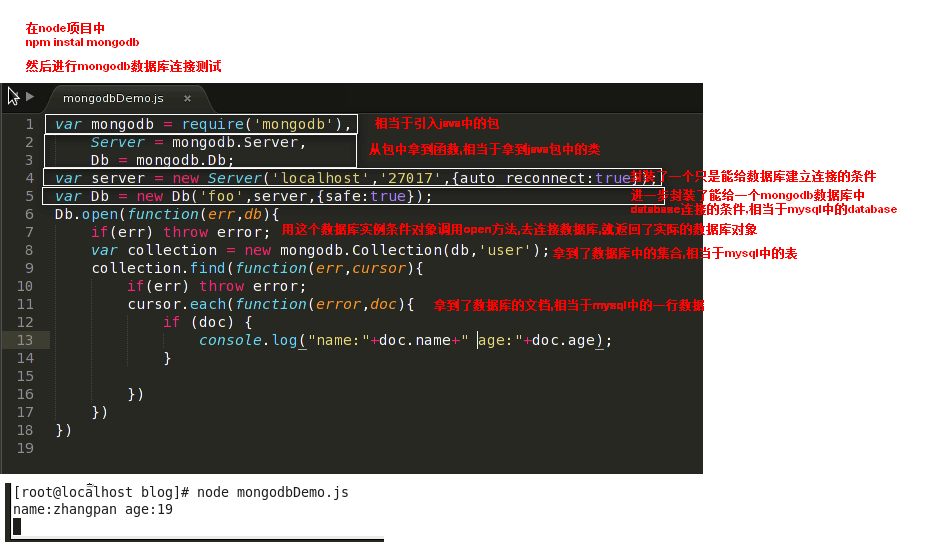 在node项目中
npm instal mongodb
然后进行mongodb数据库连接测试
mongodbDemo.js ×
1 var mongodb = require('mongodb'), 相当于引入java中的包
2 Server = mongodb.Server,
从包中拿到函数,相当于拿到java包中的类
3 Db = mongodb.Db;
4 var server = new Server('localhost','27017',{auto_reconnect:true}); 封装了一个只是能给数据库建立连接的条件
5 var Db = new Db('foo',server,{safe:true}); 进一步封装了能给一个mongodb数据库中
database连接的条件,相当于mysql中的database
6 Db.open(function(err,db){
7 if(err) throw error; 用这个数据库实例条件对象调用open方法,去连接数据库,就返回了实际的数据库对象
8 var collection = new mongodb.Collection(db,'user'); 拿到了数据库中的集合,相当于mysql中的表
9 collection.find(function(err,cursor){
10 if(err) throw error;
11 cursor.each(function(error,doc){ 拿到了数据库的文档,相当于mysql中的一行数据
12 if (doc) {
13 console.log("name:"+doc.name+" age:"+doc.age);
14 }
15
16 })
17 })
18 })
19
[root@localhost blog]# node mongodbDemo.js
name:zhangpan age:19